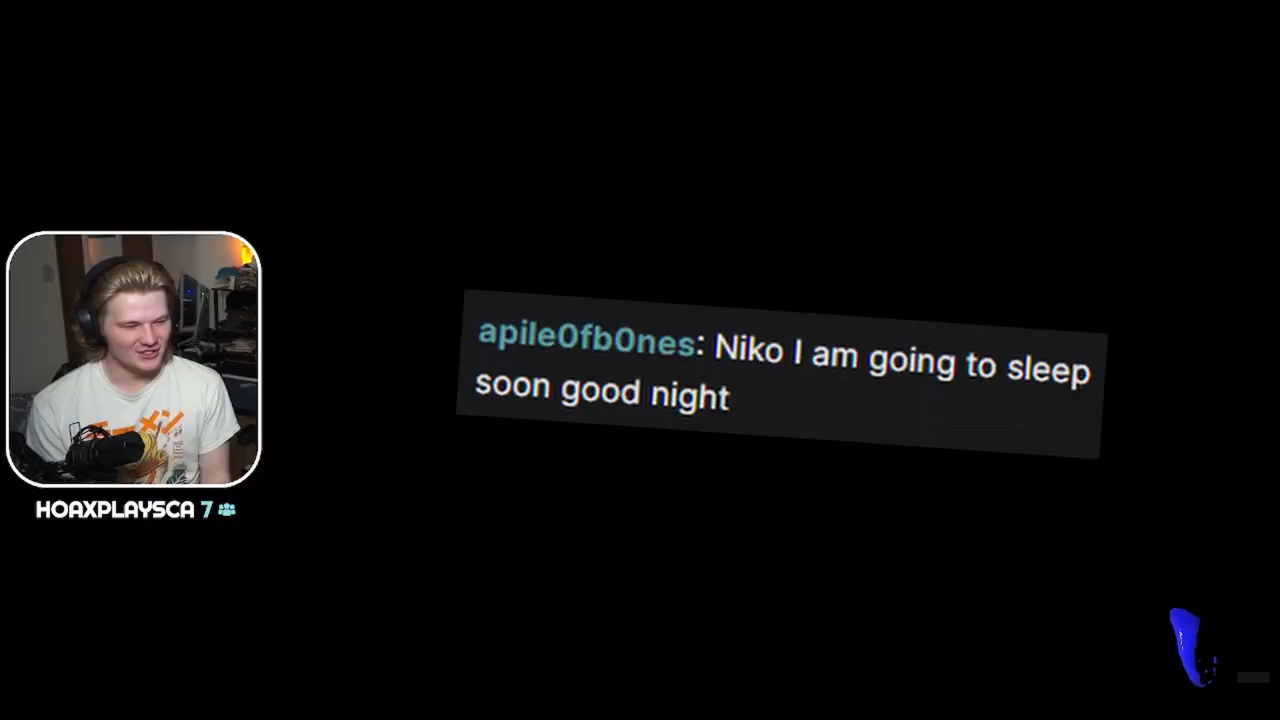 apile0fb0nes: Niko I am going to sleep
soon good night
HOAXPLAYSCA 7